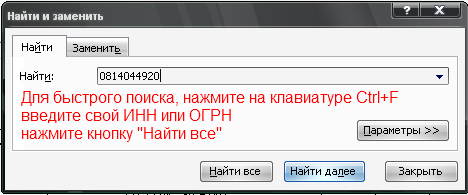 Найти и заменить
Найти Заменить
Найти: 0814044920
Для быстрого поиска, нажмите на клавиатуре Ctrl+F
введите свой ИНН или ОГРН
нажмите кнопку "Найти все"
Параметры >>
Найти все Найти далее Закрыть